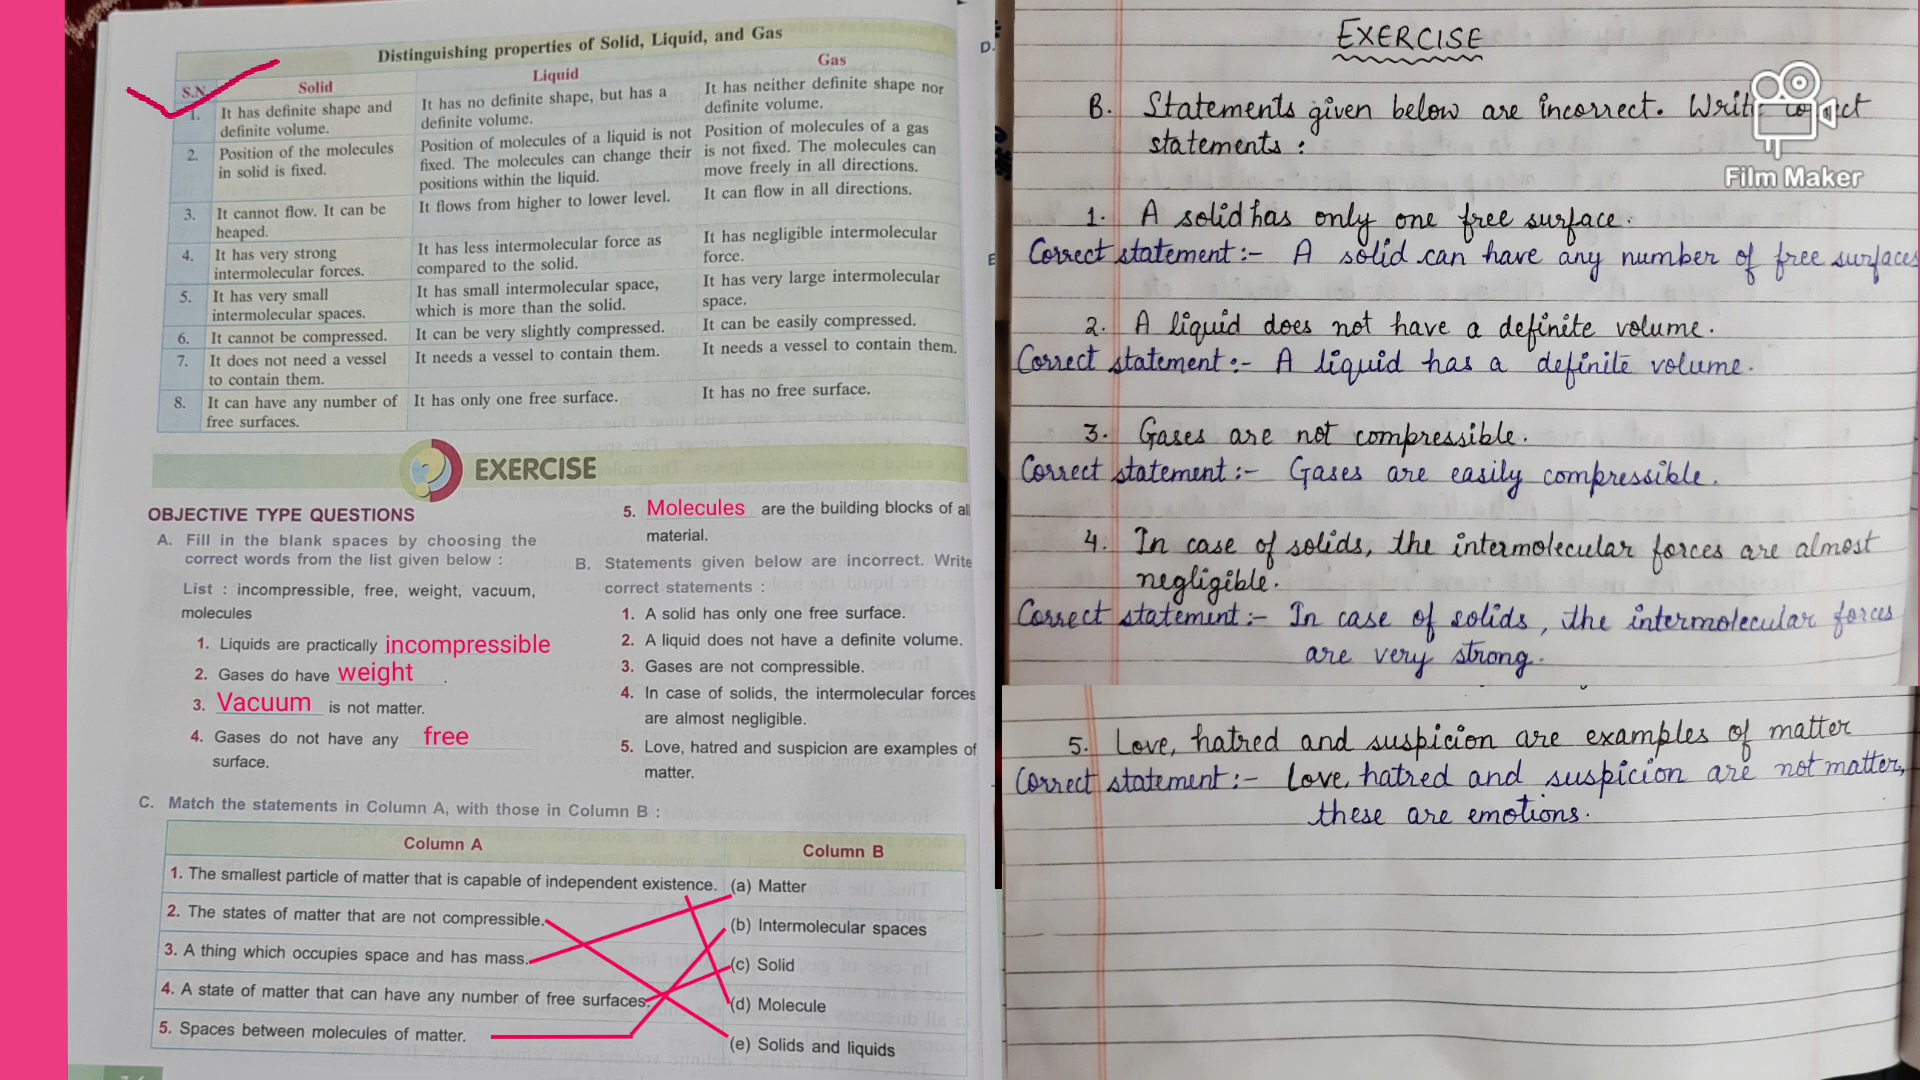 Distinguishing properties of Solid, Liquid, and Gas
S.N. Solid Liquid Gas
1. It has definite shape and definite volume. It has no definite shape, but has a definite volume. It has neither definite shape nor definite volume.
2. Position of the molecules in solid is fixed. Position of molecules of a liquid is not fixed. The molecules can change their positions within the liquid. Position of molecules of a gas is not fixed. The molecules can move freely in all directions.
3. It cannot flow. It can be heaped. It flows from higher to lower level. It can flow in all directions.
4. It has very strong intermolecular forces. It has less intermolecular force as compared to the solid. It has negligible intermolecular force.
5. It has very small intermolecular spaces. It has small intermolecular space, which is more than the solid. It has very large intermolecular space.
6. It cannot be compressed. It can be very slightly compressed. It can be easily compressed.
7. It does not need a vessel to contain them. It needs a vessel to contain them. It needs a vessel to contain them.
8. It can have any number of free surfaces. It has only one free surface. It has no free surface.
EXERCISE
OBJECTIVE TYPE QUESTIONS
A. Fill in the blank spaces by choosing the
correct words from the list given below :
List : incompressible, free, weight, vacuum,
molecules
1. Liquids are practically incompressible
2. Gases do have weight .
3. Vacuum is not matter.
4. Gases do not have any free
surface.
5. Molecules are the building blocks of all
material.
B. Statements given below are incorrect. Write
correct statements :
1. A solid has only one free surface.
2. A liquid does not have a definite volume.
3. Gases are not compressible.
4. In case of solids, the intermolecular forces
are almost negligible.
5. Love, hatred and suspicion are examples of
matter.
C. Match the statements in Column A, with those in Column B :
Column A Column B
1. The smallest particle of matter that is capable of independent existence. (a) Matter
2. The states of matter that are not compressible. (b) Intermolecular spaces
3. A thing which occupies space and has mass. (c) Solid
4. A state of matter that can have any number of free surfaces. (d) Molecule
5. Spaces between molecules of matter. (e) Solids and liquids
D.
E
EXERCISE
B. Statements given below are incorrect. Write correct
statements :
Film Maker
1. A solid has only one free surface.
Correct statement :- A solid can have any number of free surfaces
2. A liquid does not have a definite volume.
Correct statement :- A liquid has a definite volume.
3. Gases are not compressible.
Correct statement :- Gases are easily compressible.
4. In case of solids, the intermolecular forces are almost
negligible.
Correct statement :- In case of solids, the intermolecular forces
are very strong.
5. Love, hatred and suspicion are examples of matter
Correct statement :- Love, hatred and suspicion are not matter,
these are emotions.